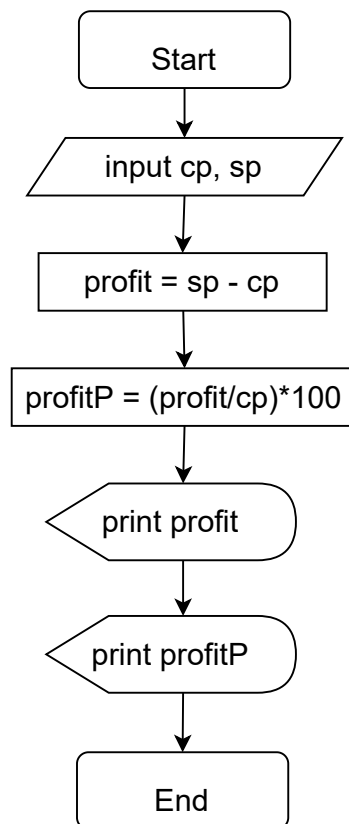 Start
input cp, sp
profit = sp - cp
profitP = (profit/cp)*100
print profit
print profitP
End